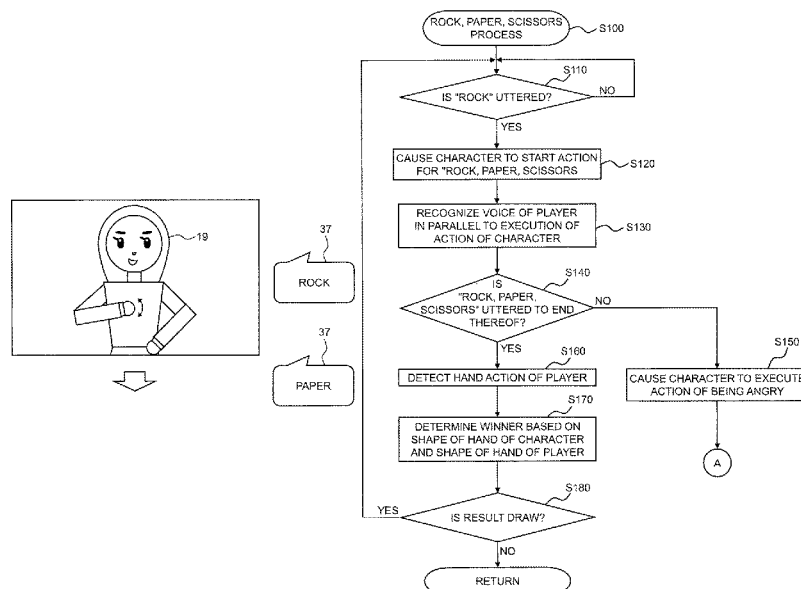 ROCK, PAPER, SCISSORS
PROCESS
S100
S110
IS "ROCK" UTTERED?
NO
YES
CAUSE CHARACTER TO START ACTION
FOR "ROCK, PAPER, SCISSORS
S120
RECOGNIZE VOICE OF PLAYER
IN PARALLEL TO EXECUTION OF
ACTION OF CHARACTER
S130
19
37
ROCK
37
PAPER
S140
IS
"ROCK, PAPER,
SCISSORS" UTTERED TO END
THEREOF?
NO
YES
S150
CAUSE CHARACTER TO EXECUTE
ACTION OF BEING ANGRY
A
S160
DETECT HAND ACTION OF PLAYER
S170
DETERMINE WINNER BASED ON
SHAPE OF HAND OF CHARACTER
AND SHAPE OF HAND OF PLAYER
S180
YES
IS RESULT DRAW?
NO
RETURN